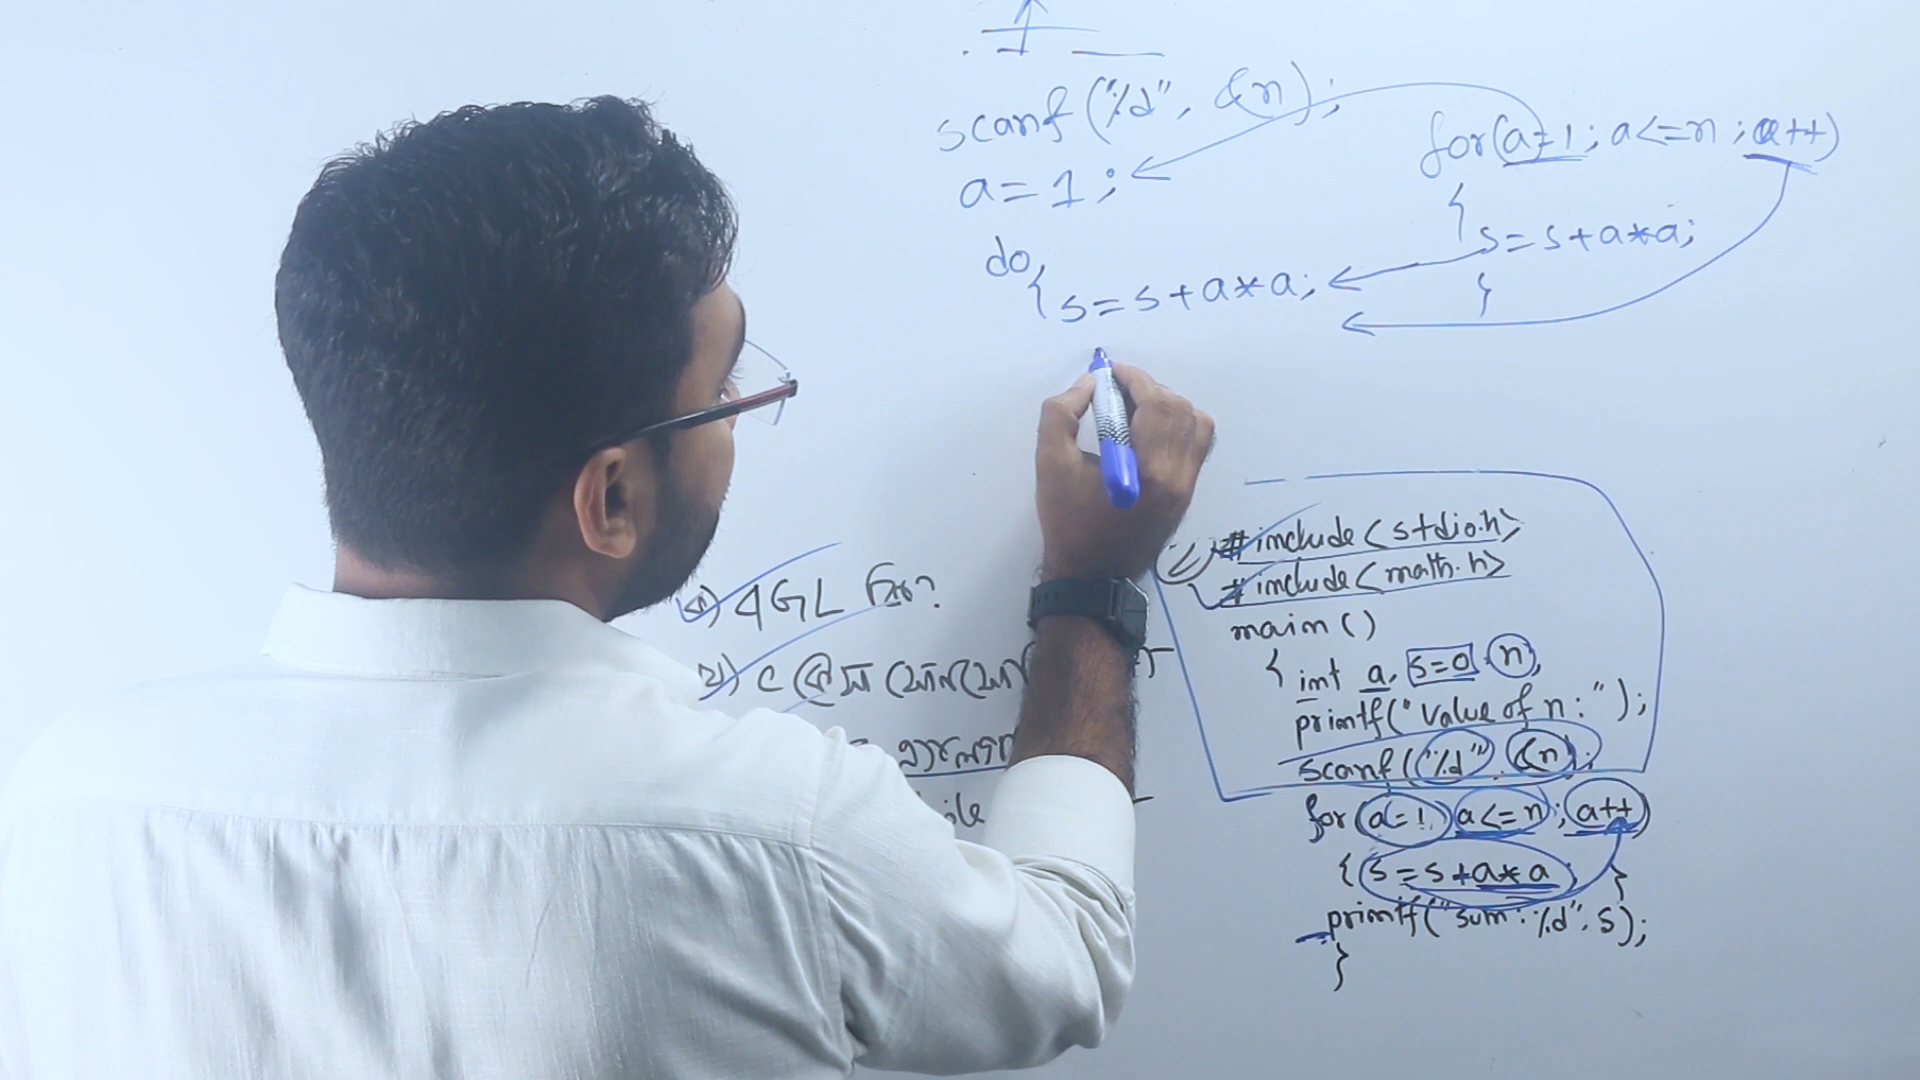 scanf("%d", &n);
a = 1;
do
{ s = s + a * a;
for(a=1; a<=n; a++)
{
s = s + a * a;
}
ক) 4GL কি?
খ) C কে
#include<stdio.h>
#include<math.h>
main()
{ int a, s=0, n,
printf("value of n:");
scanf("%d", &n);
for(a=1; a<=n; a++)
{ s = s + a * a; }
printf("sum:%d", s);
}